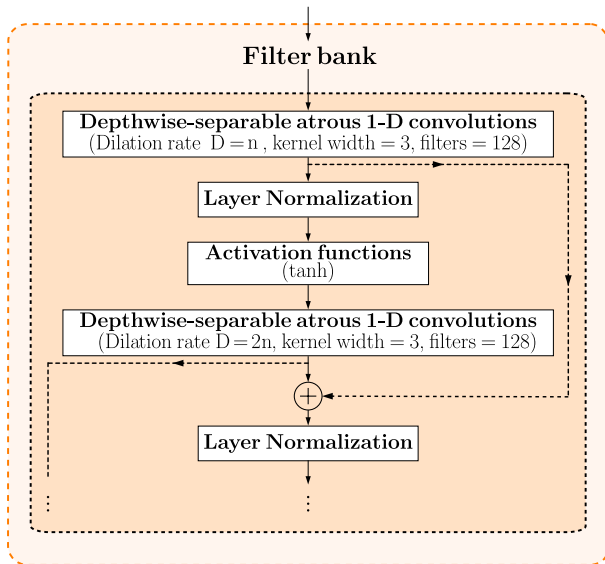 Filter bank
Depthwise-separable atrous 1-D convolutions
(Dilation rate D = n , kernel width = 3, filters = 128)
Layer Normalization
Activation functions
(tanh)
Depthwise-separable atrous 1-D convolutions
(Dilation rate D = 2n, kernel width = 3, filters = 128)
+
Layer Normalization
⋮ ⋮